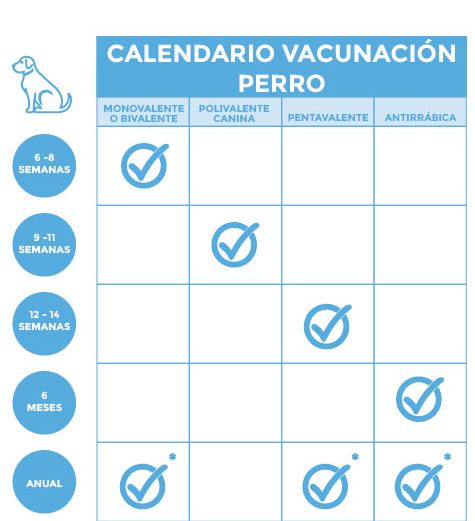 CALENDARIO VACUNACIÓN
PERRO
MONOVALENTE
O BIVALENTE
POLIVALENTE
CANINA
PENTAVALENTE
ANTIRRÁBICA
6 -8
SEMANAS
9 -11
SEMANAS
12 - 14
SEMANAS
6
MESES
ANUAL
* * *